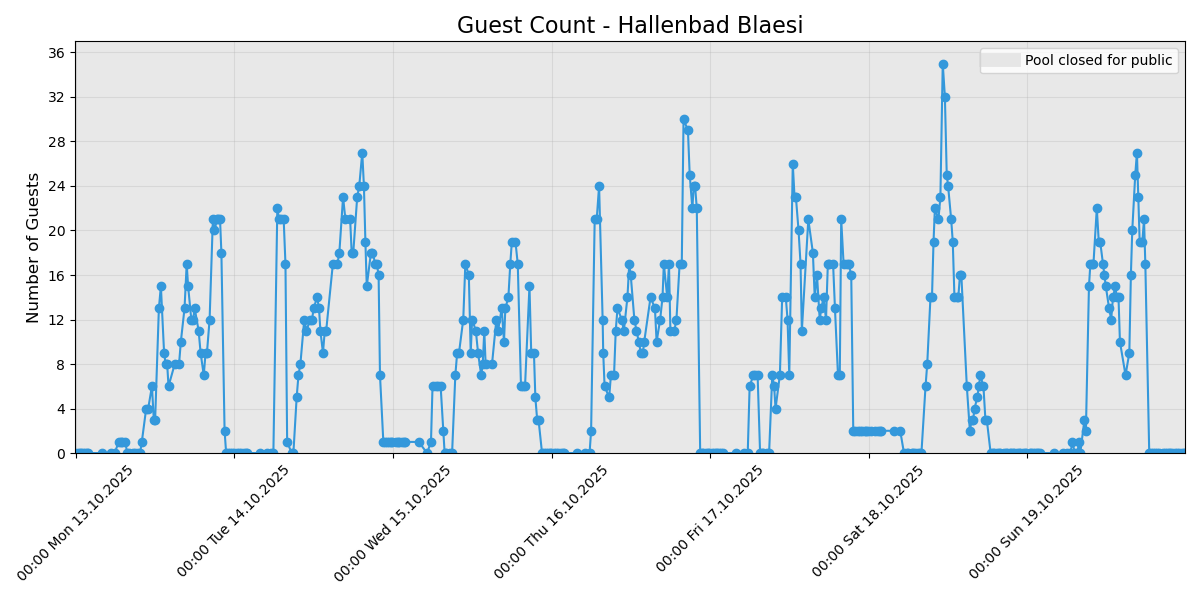 Guest Count - Hallenbad Blaesi
Pool closed for public
Number of Guests
36
32
28
24
20
16
12
8
4
0
00:00 Mon 13.10.2025
00:00 Tue 14.10.2025
00:00 Wed 15.10.2025
00:00 Thu 16.10.2025
00:00 Fri 17.10.2025
00:00 Sat 18.10.2025
00:00 Sun 19.10.2025